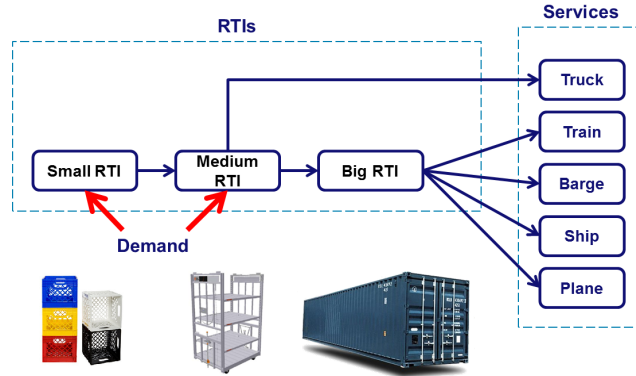 RTIs
Services
Truck
Train
Small RTI
Medium
RTI
Big RTI
Barge
Demand
Ship
Plane